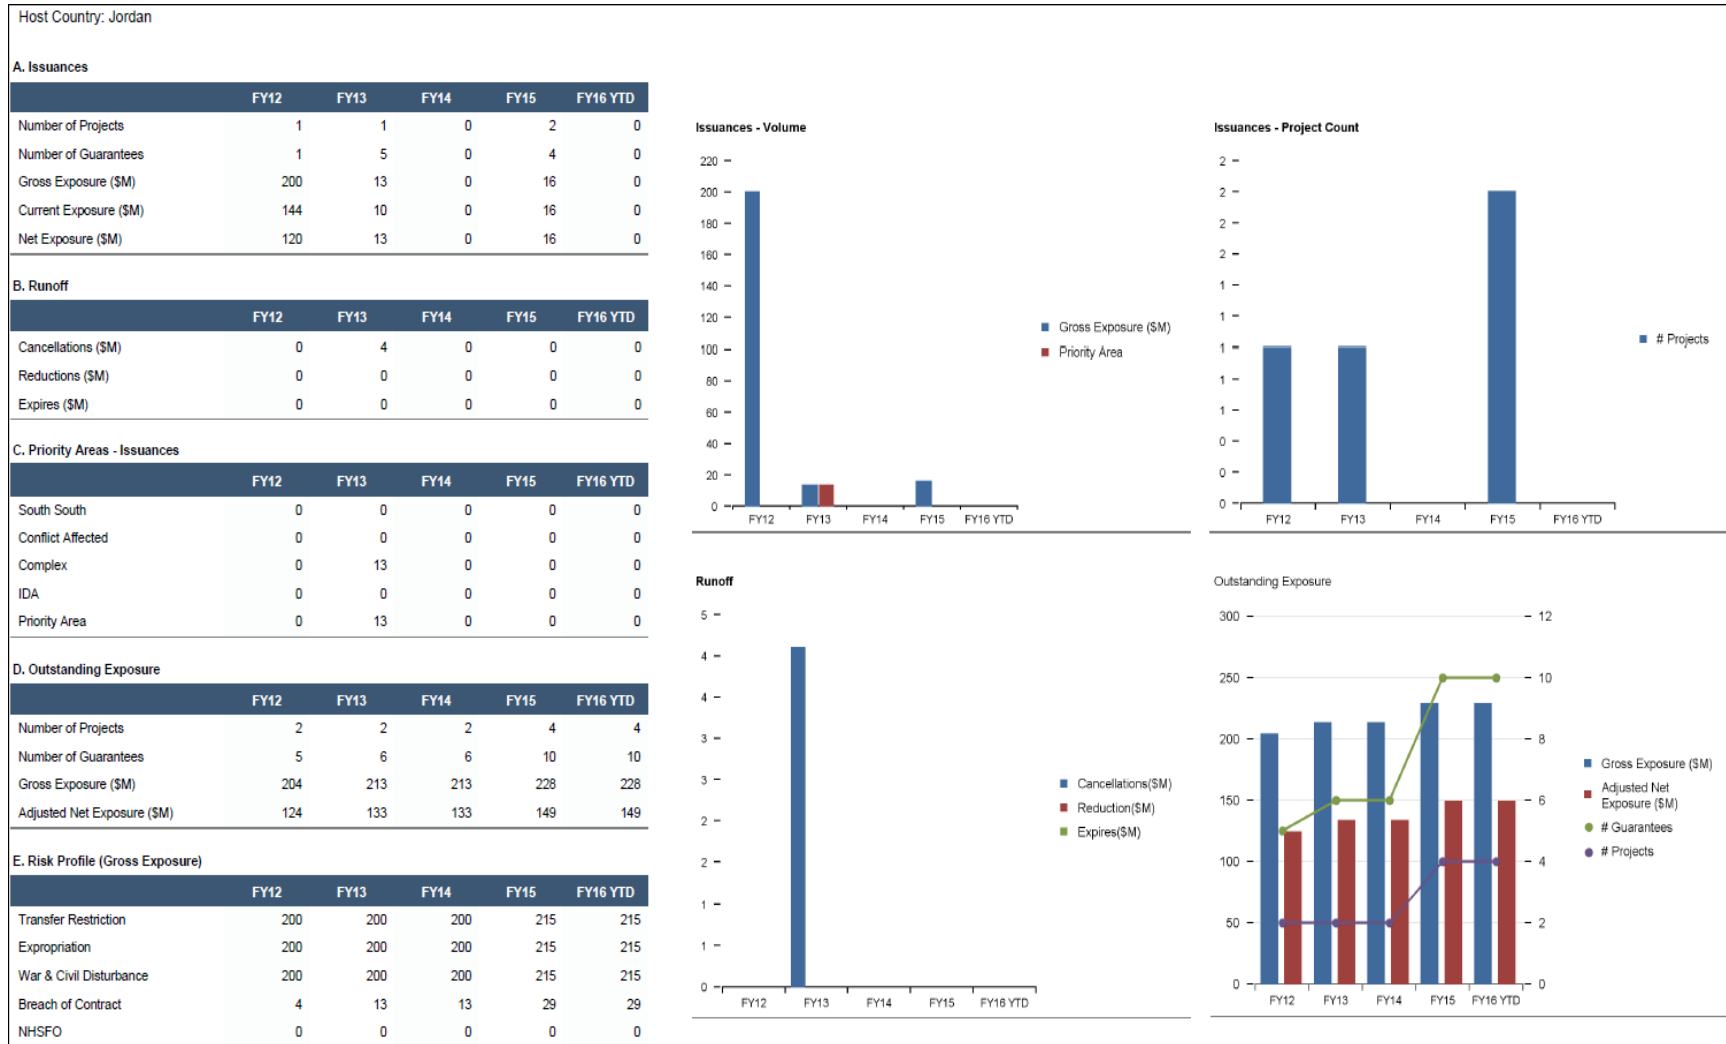 Host Country: Jordan
A. Issuances
FY12 FY13 FY14 FY15 FY16 YTD
Number of Projects 1 1 0 2 0
Number of Guarantees 1 5 0 4 0
Gross Exposure ($M) 200 13 0 16 0
Current Exposure ($M) 144 10 0 16 0
Net Exposure ($M) 120 13 0 16 0
B. Runoff
FY12 FY13 FY14 FY15 FY16 YTD
Cancellations ($M) 0 4 0 0 0
Reductions ($M) 0 0 0 0 0
Expires ($M) 0 0 0 0 0
C. Priority Areas - Issuances
FY12 FY13 FY14 FY15 FY16 YTD
South South 0 0 0 0 0
Conflict Affected 0 0 0 0 0
Complex 0 13 0 0 0
IDA 0 0 0 0 0
Priority Area 0 13 0 0 0
D. Outstanding Exposure
FY12 FY13 FY14 FY15 FY16 YTD
Number of Projects 2 2 2 4 4
Number of Guarantees 5 6 6 10 10
Gross Exposure ($M) 204 213 213 228 228
Adjusted Net Exposure ($M) 124 133 133 149 149
E. Risk Profile (Gross Exposure)
FY12 FY13 FY14 FY15 FY16 YTD
Transfer Restriction 200 200 200 215 215
Expropriation 200 200 200 215 215
War & Civil Disturbance 200 200 200 215 215
Breach of Contract 4 13 13 29 29
NHSFO 0 0 0 0 0
Issuances - Volume
220
200
180
160
140
120
100
80
60
40
20
0
FY12 FY13 FY14 FY15 FY16 YTD
Gross Exposure ($M)
Priority Area
Issuances - Project Count
2
2
2
2
1
1
1
1
1
0
0
0
FY12 FY13 FY14 FY15 FY16 YTD
# Projects
Runoff
5
4
4
3
3
2
2
1
1
0
FY12 FY13 FY14 FY15 FY16 YTD
Cancellations($M)
Reduction($M)
Expires($M)
Outstanding Exposure
300 12
250 10
200 8
150 6
100 4
50 2
0 0
FY12 FY13 FY14 FY15 FY16 YTD
Gross Exposure ($M)
Adjusted Net
Exposure ($M)
# Guarantees
# Projects